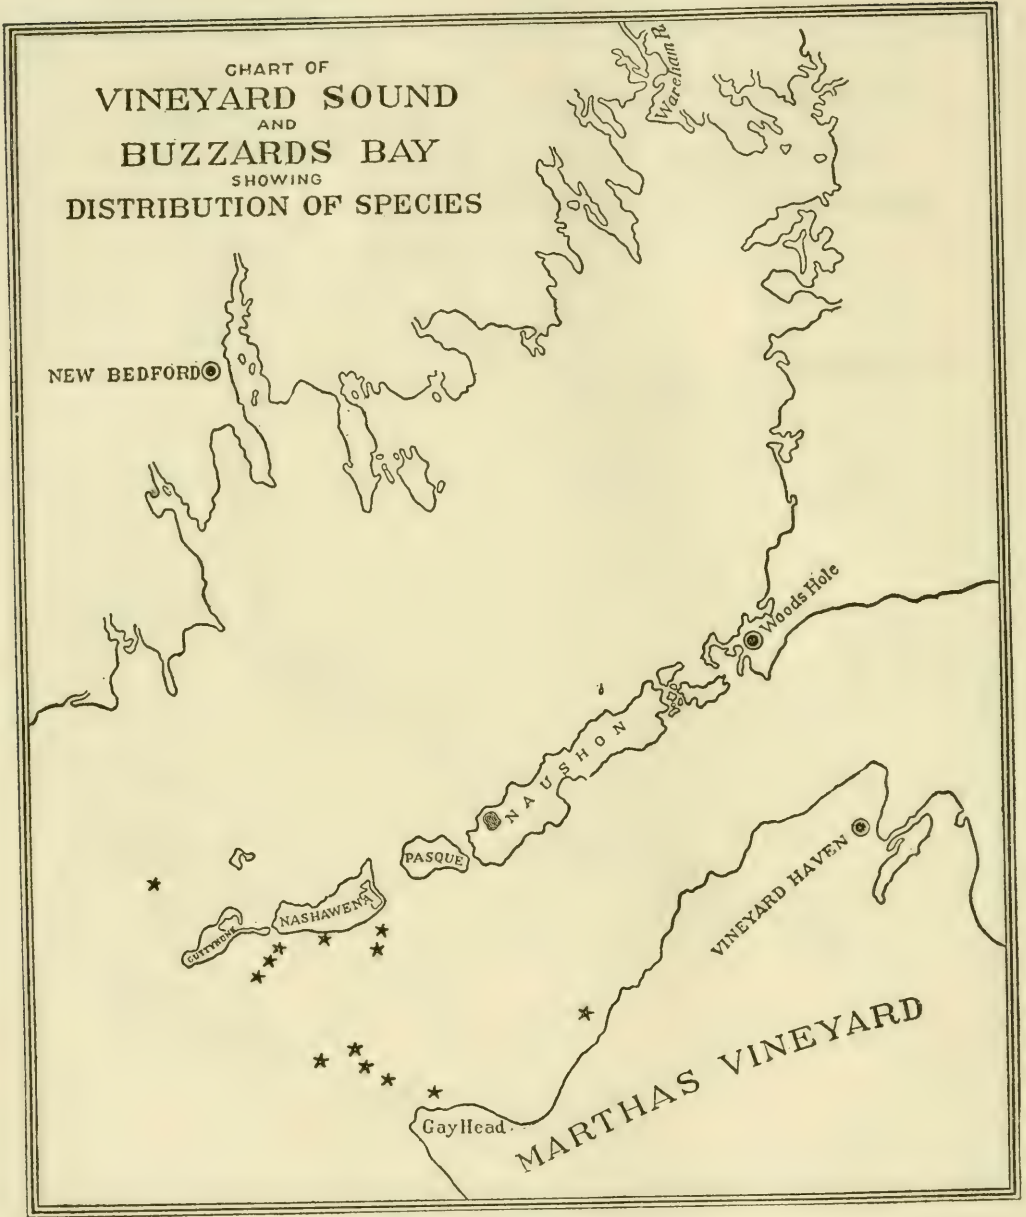 CHART OF
VINEYARD SOUND
AND
BUZZARDS BAY
SHOWING
DISTRIBUTION OF SPECIES
Wareham R.
NEW BEDFORD
Woods Hole
NAUSHON
PASQUE
NASHAWENA
CUTTYHUNK
VINEYARD HAVEN
MARTHAS VINEYARD
Gay Head.